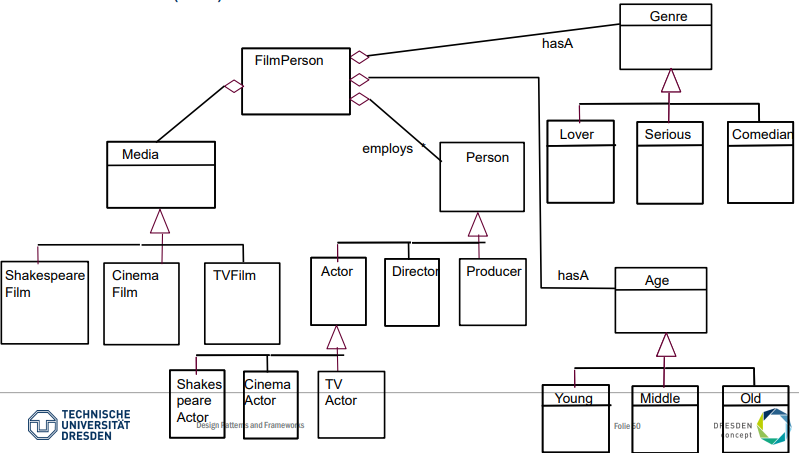 Genre
hasA
FilmPerson
Lover
Serious
Comedian
Media
employs
Person
Shakespeare
Film
Cinema
Film
TVFilm
Actor
Director
Producer
hasA
Age
Shakes
peare
Actor
Cinema
Actor
TV
Actor
Young
Middle
Old
TECHNISCHE
UNIVERSITÄT
DRESDEN
Design Patterns and Frameworks
Folie 50
DRESDEN
concept